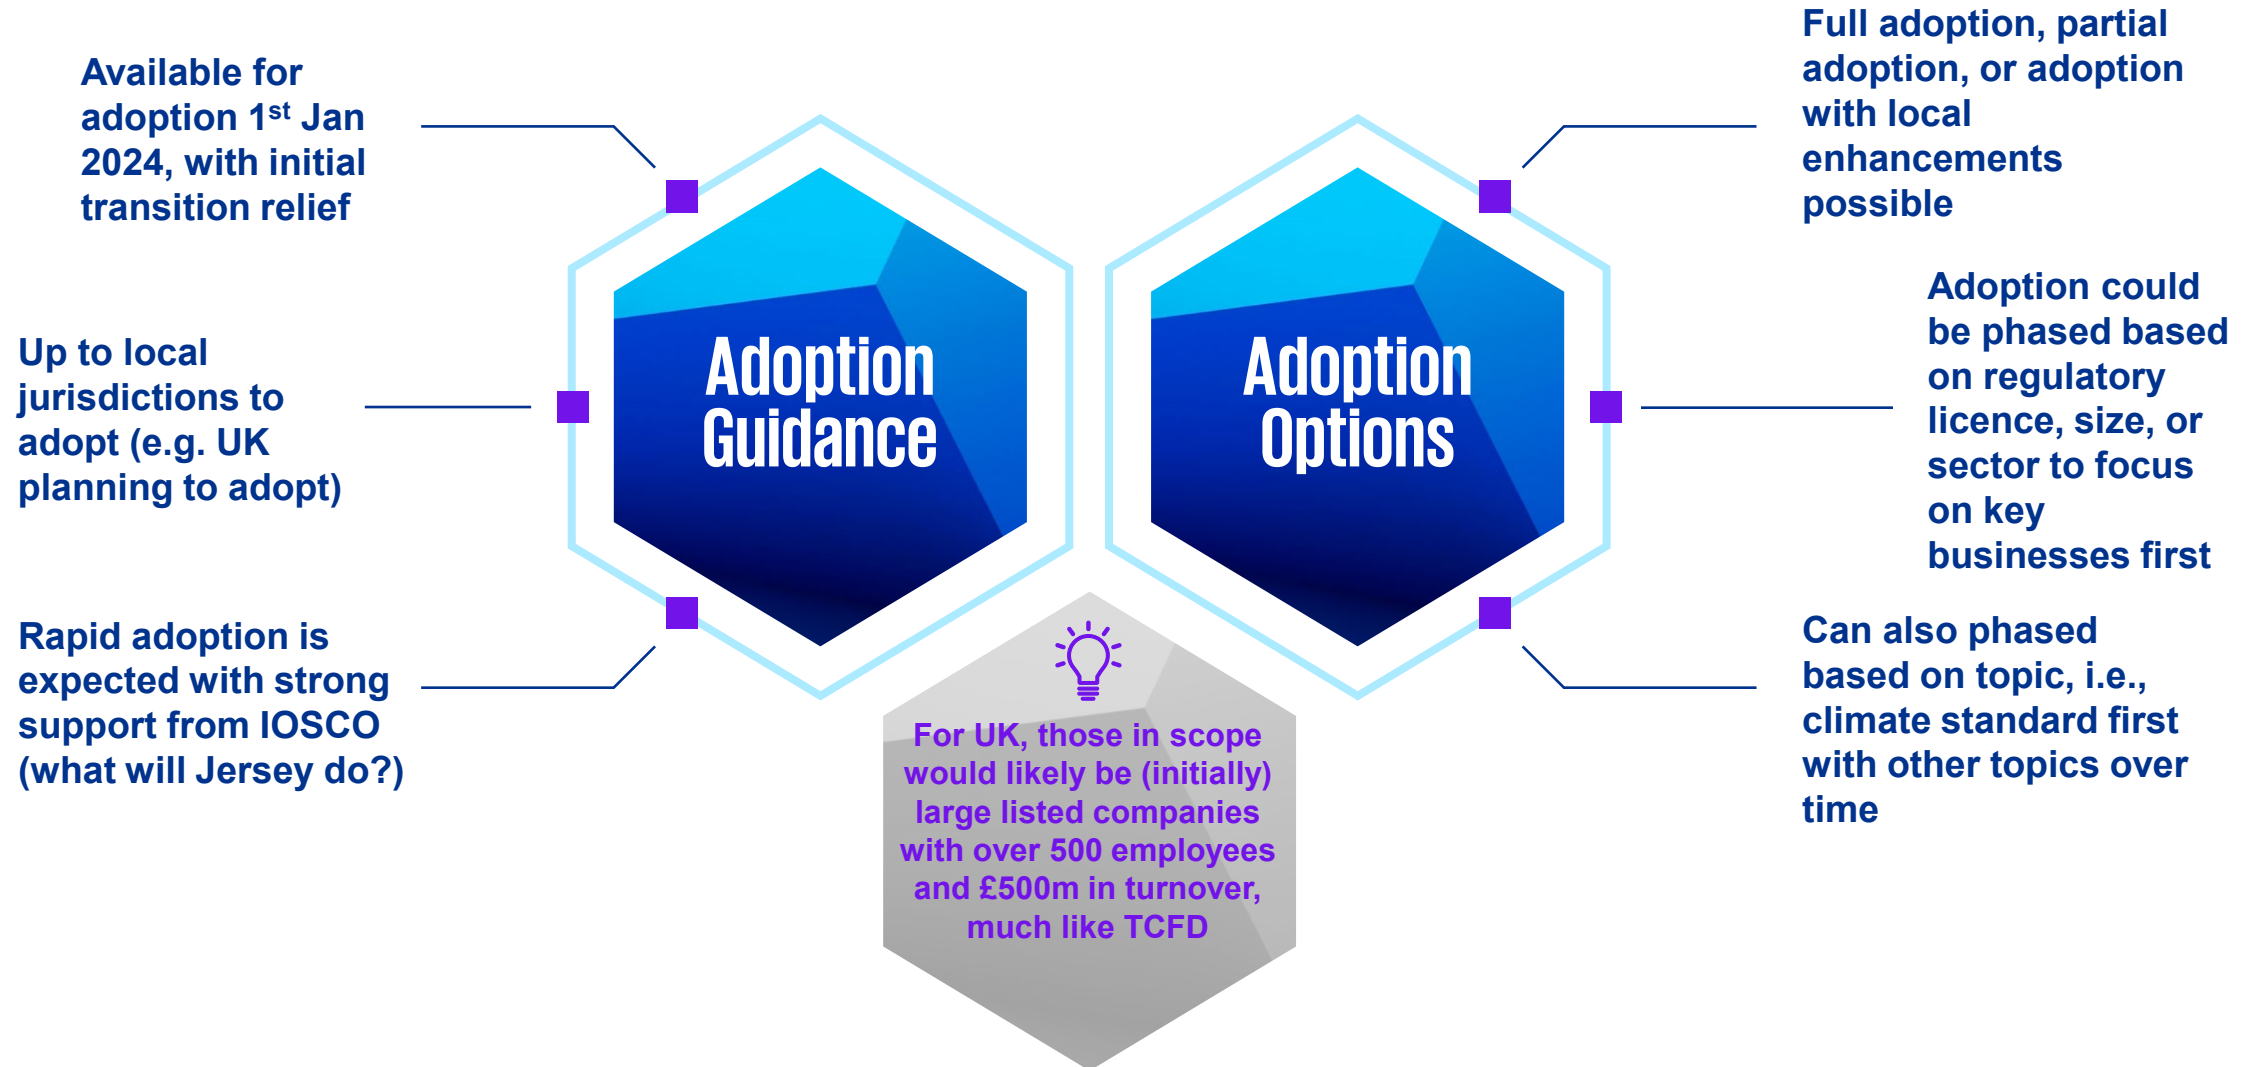 Available for
adoption 1st Jan
2024, with initial
transition relief
Up to local
jurisdictions to
adopt (e.g. UK
planning to adopt)
Rapid adoption is
expected with strong
support from IOSCO
(what will Jersey do?)
Adoption
Guidance
Adoption
Options
Full adoption, partial
adoption, or adoption
with local
enhancements
possible
Adoption could
be phased based
on regulatory
licence, size, or
sector to focus
on key
businesses first
Can also phased
based on topic, i.e.,
climate standard first
with other topics over
time
For UK, those in scope
would likely be (initially)
large listed companies
with over 500 employees
and £500m in turnover,
much like TCFD